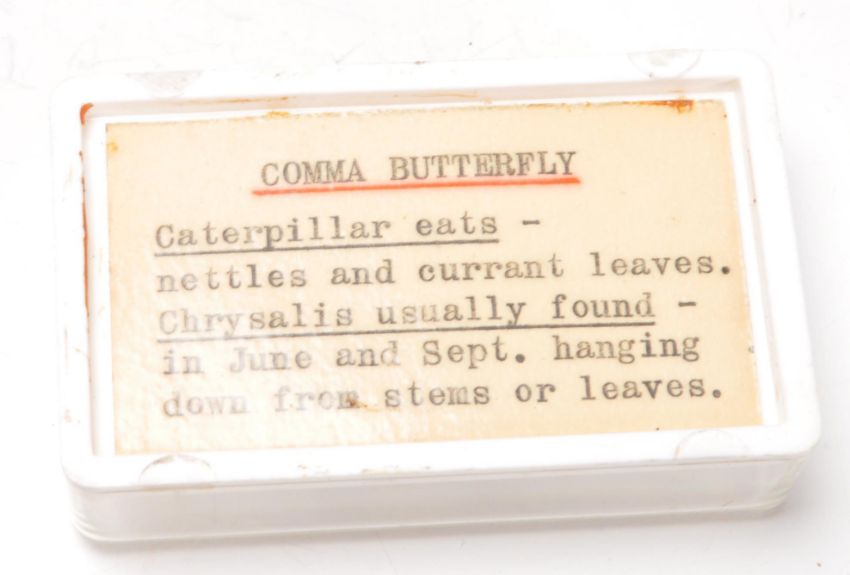 COMMA BUTTERFLY
Caterpillar eats -
nettles and currant leaves.
Chrysalis usually found -
in June and Sept. hanging
down from stems or leaves.